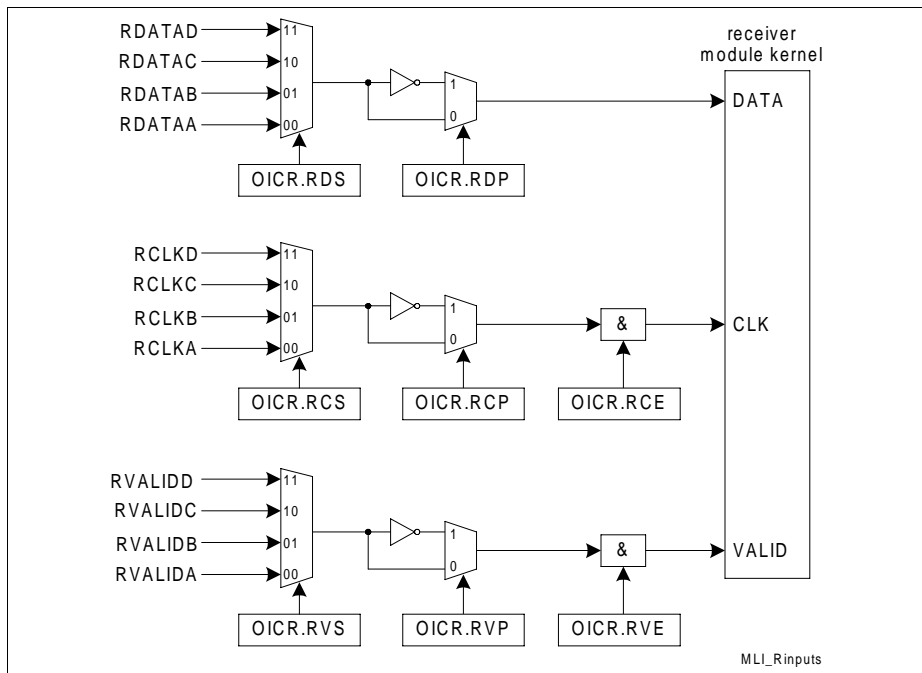 receiver
module kernel
RDATAD
11
RDATAC
10
RDATAB
01
RDATAA
00
1
0
DATA
OICR.RDS
OICR.RDP
RCLKD
11
RCLKC
10
RCLKB
01
RCLKA
00
1
0
&
CLK
OICR.RCS
OICR.RCP
OICR.RCE
RVALIDD
11
RVALIDC
10
RVALIDB
01
RVALIDA
00
1
0
&
VALID
OICR.RVS
OICR.RVP
OICR.RVE
MLI_Rinputs